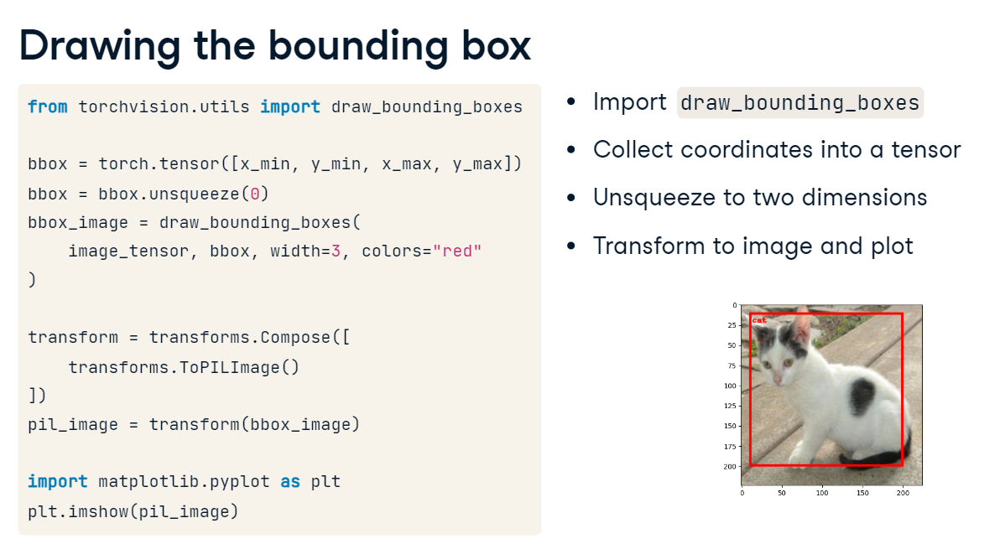 Drawing the bounding box
from torchvision.utils import draw_bounding_boxes
bbox = torch.tensor([x_min, y_min, x_max, y_max])
bbox = bbox.unsqueeze(0)
bbox_image = draw_bounding_boxes(
    image_tensor, bbox, width=3, colors="red"
)
transform = transforms.Compose([
    transforms.ToPILImage()
])
pil_image = transform(bbox_image)
import matplotlib.pyplot as plt
plt.imshow(pil_image)
• Import draw_bounding_boxes
• Collect coordinates into a tensor
• Unsqueeze to two dimensions
• Transform to image and plot
cat
0
25
50
75
100
125
150
175
200
0 50 100 150 200